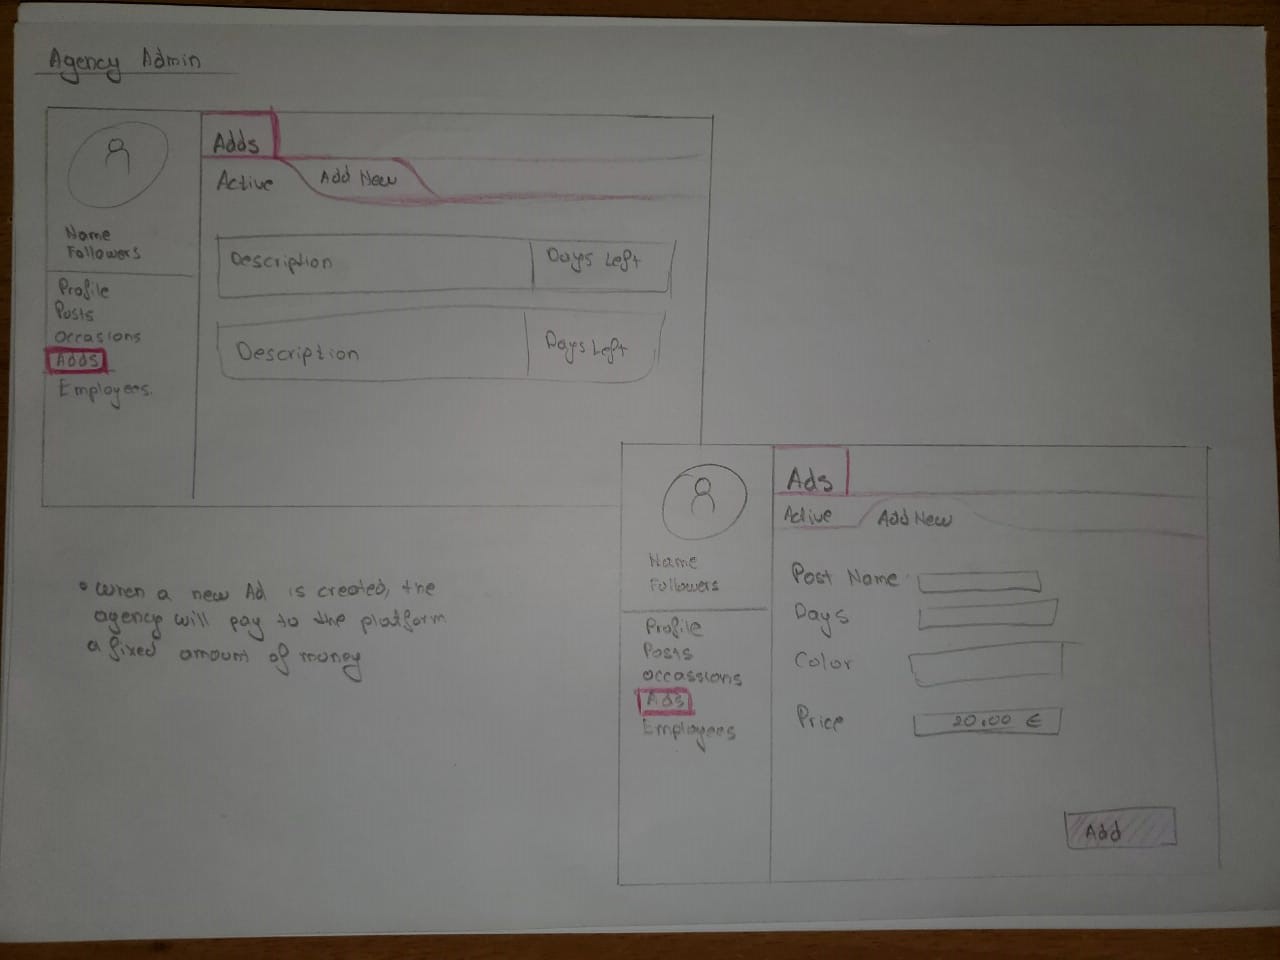 Agency Admin
Adds
Active
Add New
Name
Followers
Profile
Posts
Occasions
Adds
Employees.
Description
Days Left
Description
Days Left
• When a new Ad is created, the
agency will pay to the platform
a fixed amount of money
Ads
Active
Add New
Name
Followers
Profile
Posts
Occassions
Ads
Employees
Post Name
Days
Color
Price
20.00 €
Add